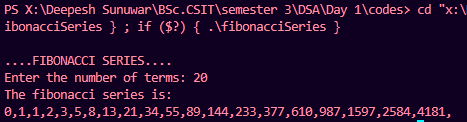 PS X:\Deepesh Sunuwar\BSc.CSIT\semester 3\DSA\Day 1\codes> cd "x:\
ibonacciSeries } ; if ($?) { .\fibonacciSeries }
....FIBONACCI SERIES....
Enter the number of terms: 20
The fibonacci series is:
0,1,1,2,3,5,8,13,21,34,55,89,144,233,377,610,987,1597,2584,4181,